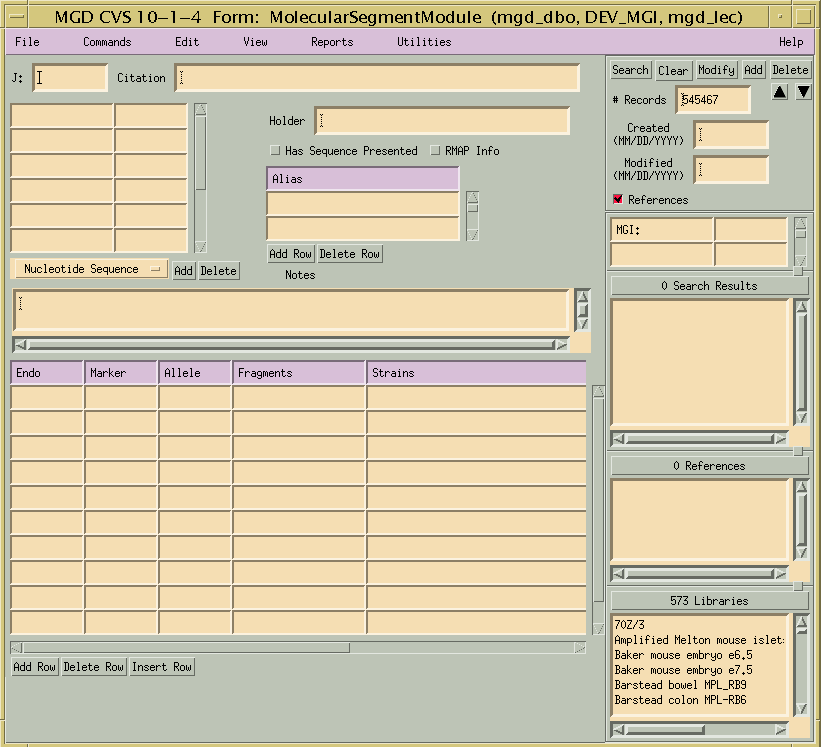 MGD CVS 10-1-4 Form: MolecularSegmentModule (mgd_dbo, DEV_MGI, mgd_lec)
File Commands Edit View Reports Utilities Help
J: Citation
Holder
Has Sequence Presented RMAP Info
Alias
Add Row Delete Row
Nucleotide Sequence Add Delete
Notes
Endo Marker Allele Fragments Strains
Add Row Delete Row Insert Row
Search Clear Modify Add Delete
# Records 545467
Created
(MM/DD/YYYY)
Modified
(MM/DD/YYYY)
References
MGI:
0 Search Results
0 References
573 Libraries
70Z/3
Amplified Melton mouse islet
Baker mouse embryo e6.5
Baker mouse embryo e7.5
Barstead bowel MPL_RB9
Barstead colon MPL-RB6